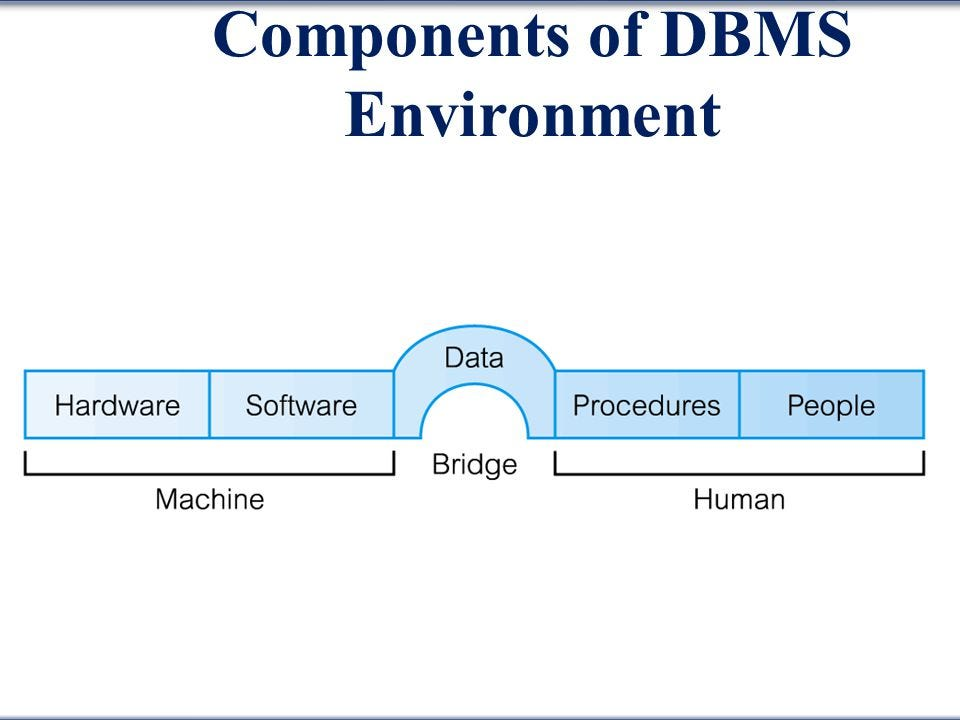 Components of DBMS
Environment
Data
Hardware Software Procedures People
Bridge
Machine Human